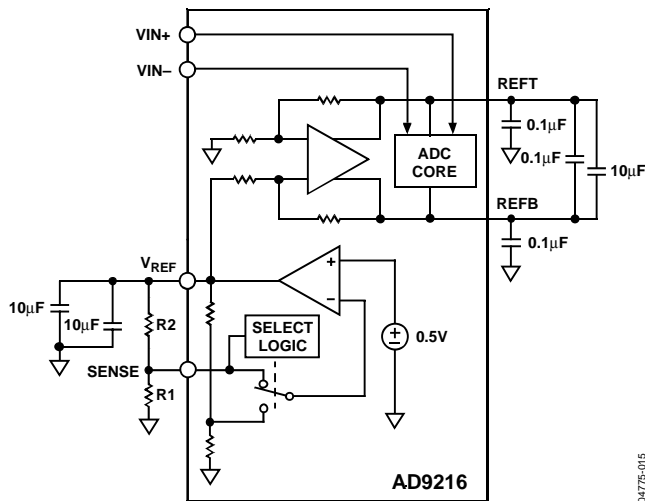 VIN+
VIN–
REFT
0.1μF
ADC
CORE
0.1μF
10μF
REFB
0.1μF
VREF
+
–
10μF
10μF
R2
SELECT
LOGIC
+
–
0.5V
SENSE
R1
AD9216
04775-015